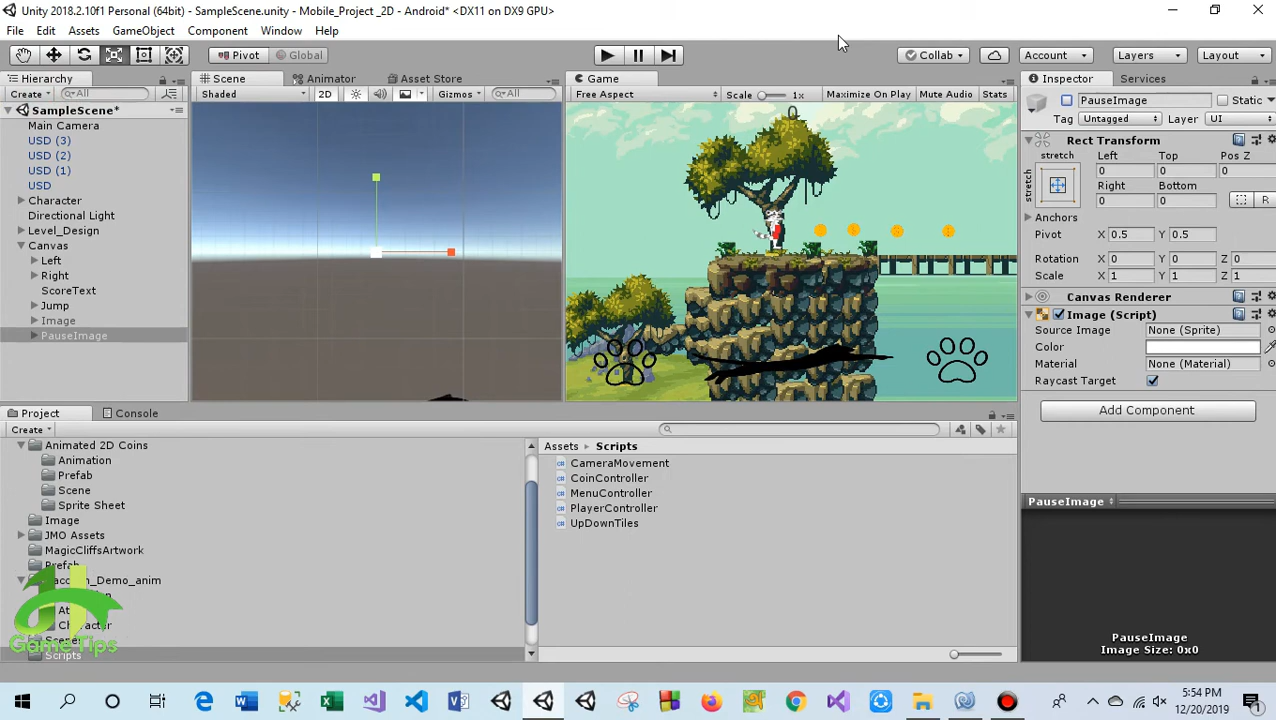 Unity 2018.2.10f1 Personal (64bit) - SampleScene.unity - Mobile_Project _2D - Android* <DX11 on DX9 GPU>
File Edit Assets GameObject Component Window Help
Pivot Global Collab Account Layers Layout
Hierarchy Scene Animator Asset Store Game Inspector Services
Create All Shaded 2D Gizmos All Free Aspect Scale 1x Maximize On Play Mute Audio Stats PauseImage Static
SampleScene* Tag Untagged Layer UI
Main Camera
USD (3)
USD (2)
USD (1)
USD
Character
Directional Light
Level_Design
Canvas
Left
Right
ScoreText
Jump
Image
PauseImage
Rect Transform
stretch Left Top Pos Z
stretch 0 0 0
Right Bottom
0 0 R
Anchors
Pivot X 0.5 Y 0.5
Rotation X 0 Y 0 Z 0
Scale X 1 Y 1 Z 1
Canvas Renderer
Image (Script)
Source Image None (Sprite)
Color
Material None (Material)
Raycast Target
Add Component
PauseImage
PauseImage
Image Size: 0x0
Project Console
Create
Animated 2D Coins
Animation
Prefab
Scene
Sprite Sheet
Image
JMO Assets
MagicCliffsArtwork
Prefab
_Demo_anim
Character
Scenes
Scripts
Assets Scripts
CameraMovement
CoinController
MenuController
PlayerController
UpDownTiles
Game Tips
5:54 PM
12/20/2019